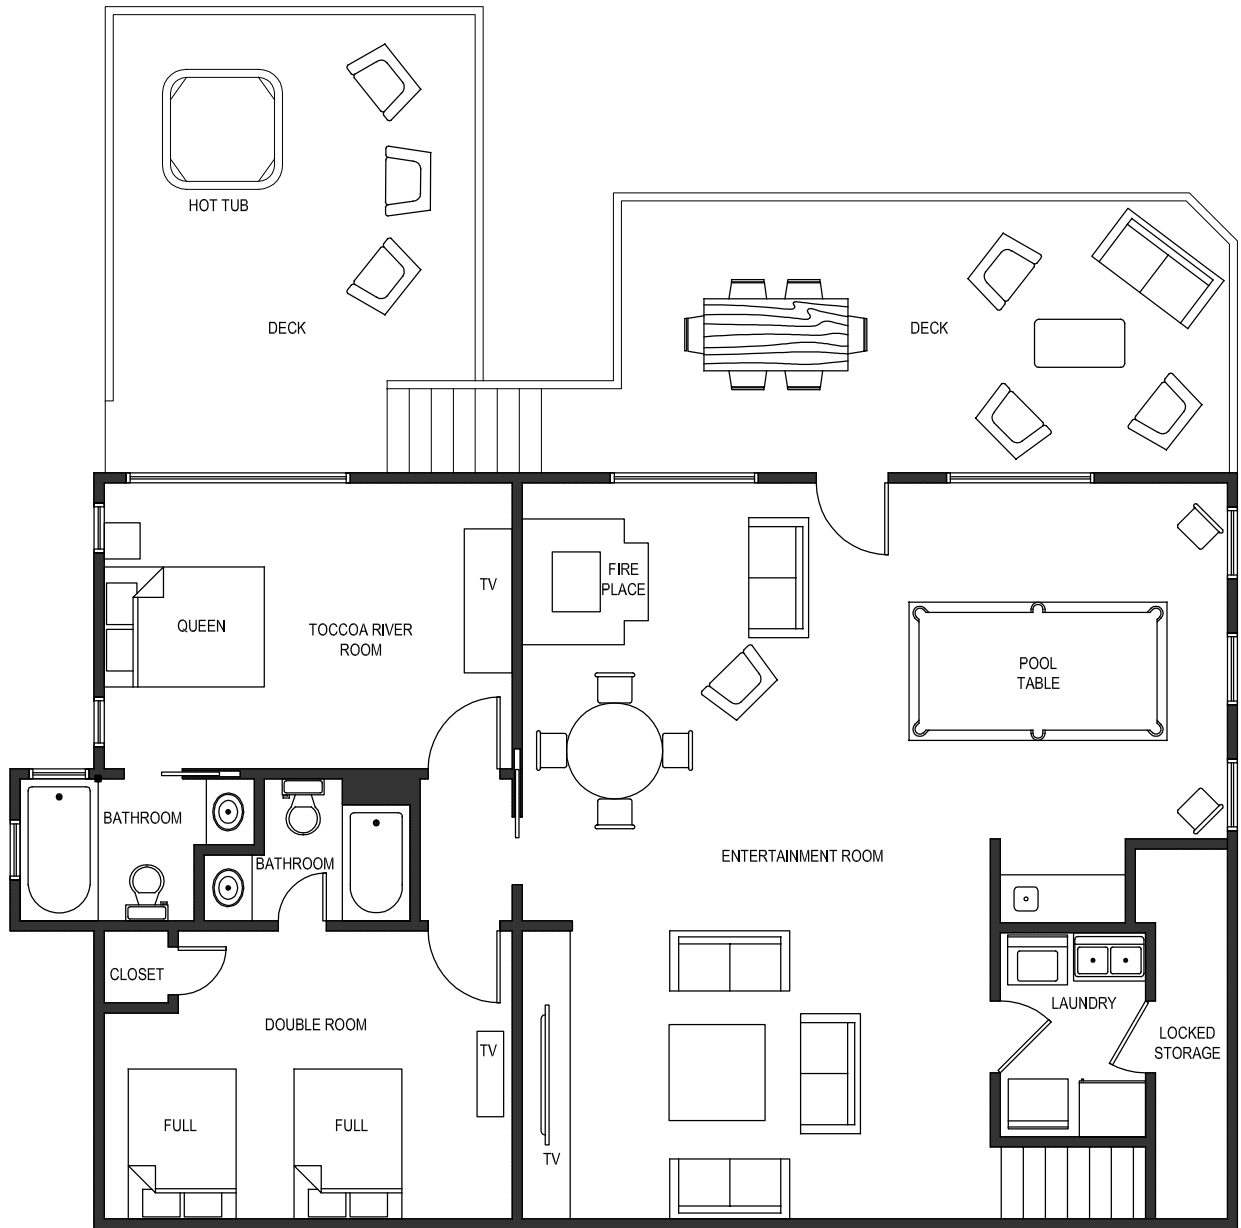 HOT TUB
DECK
DECK
FIRE
PLACE
TV
QUEEN
TOCCOA RIVER
ROOM
POOL
TABLE
BATHROOM
BATHROOM
ENTERTAINMENT ROOM
CLOSET
LAUNDRY
DOUBLE ROOM
LOCKED
STORAGE
TV
FULL
FULL
TV